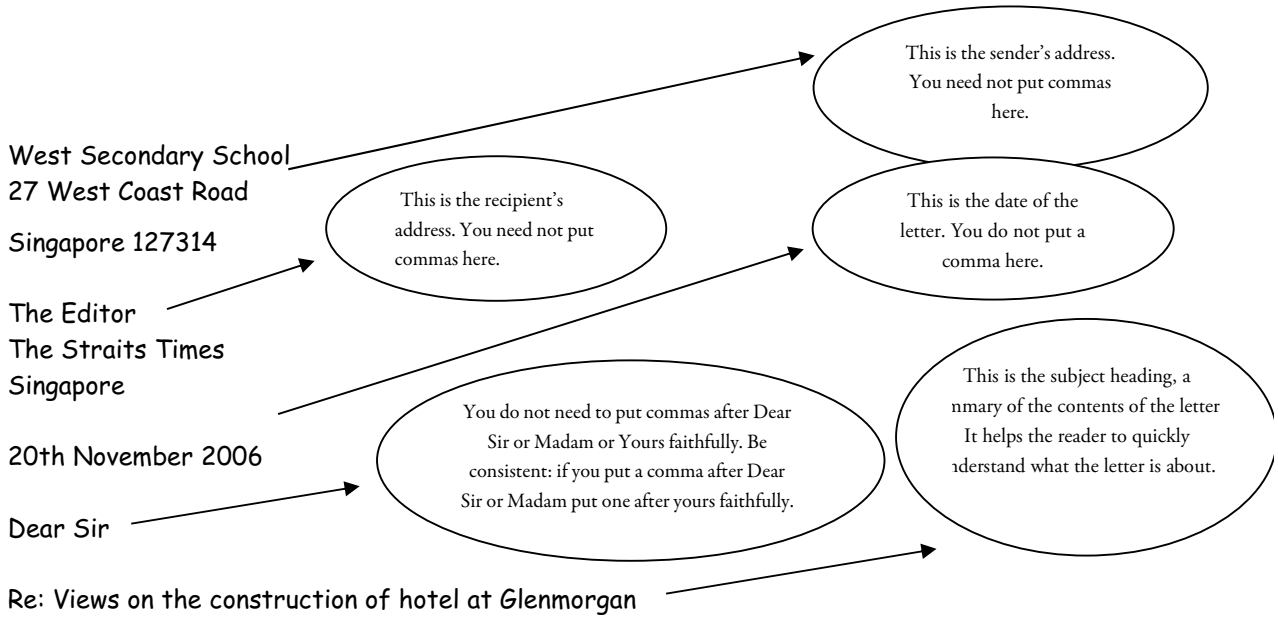 This is the sender’s address.
You need not put commas
here.
West Secondary School
27 West Coast Road
Singapore 127314
This is the recipient’s
address. You need not put
commas here.
This is the date of the
letter. You do not put a
comma here.
The Editor
The Straits Times
Singapore
20th November 2006
You do not need to put commas after Dear
Sir or Madam or Yours faithfully. Be
consistent: if you put a comma after Dear
Sir or Madam put one after yours faithfully.
This is the subject heading, a
of the contents of the letter
It helps the reader to quickly
what the letter is about.
Dear Sir
Re: Views on the construction of hotel at Glenmorgan